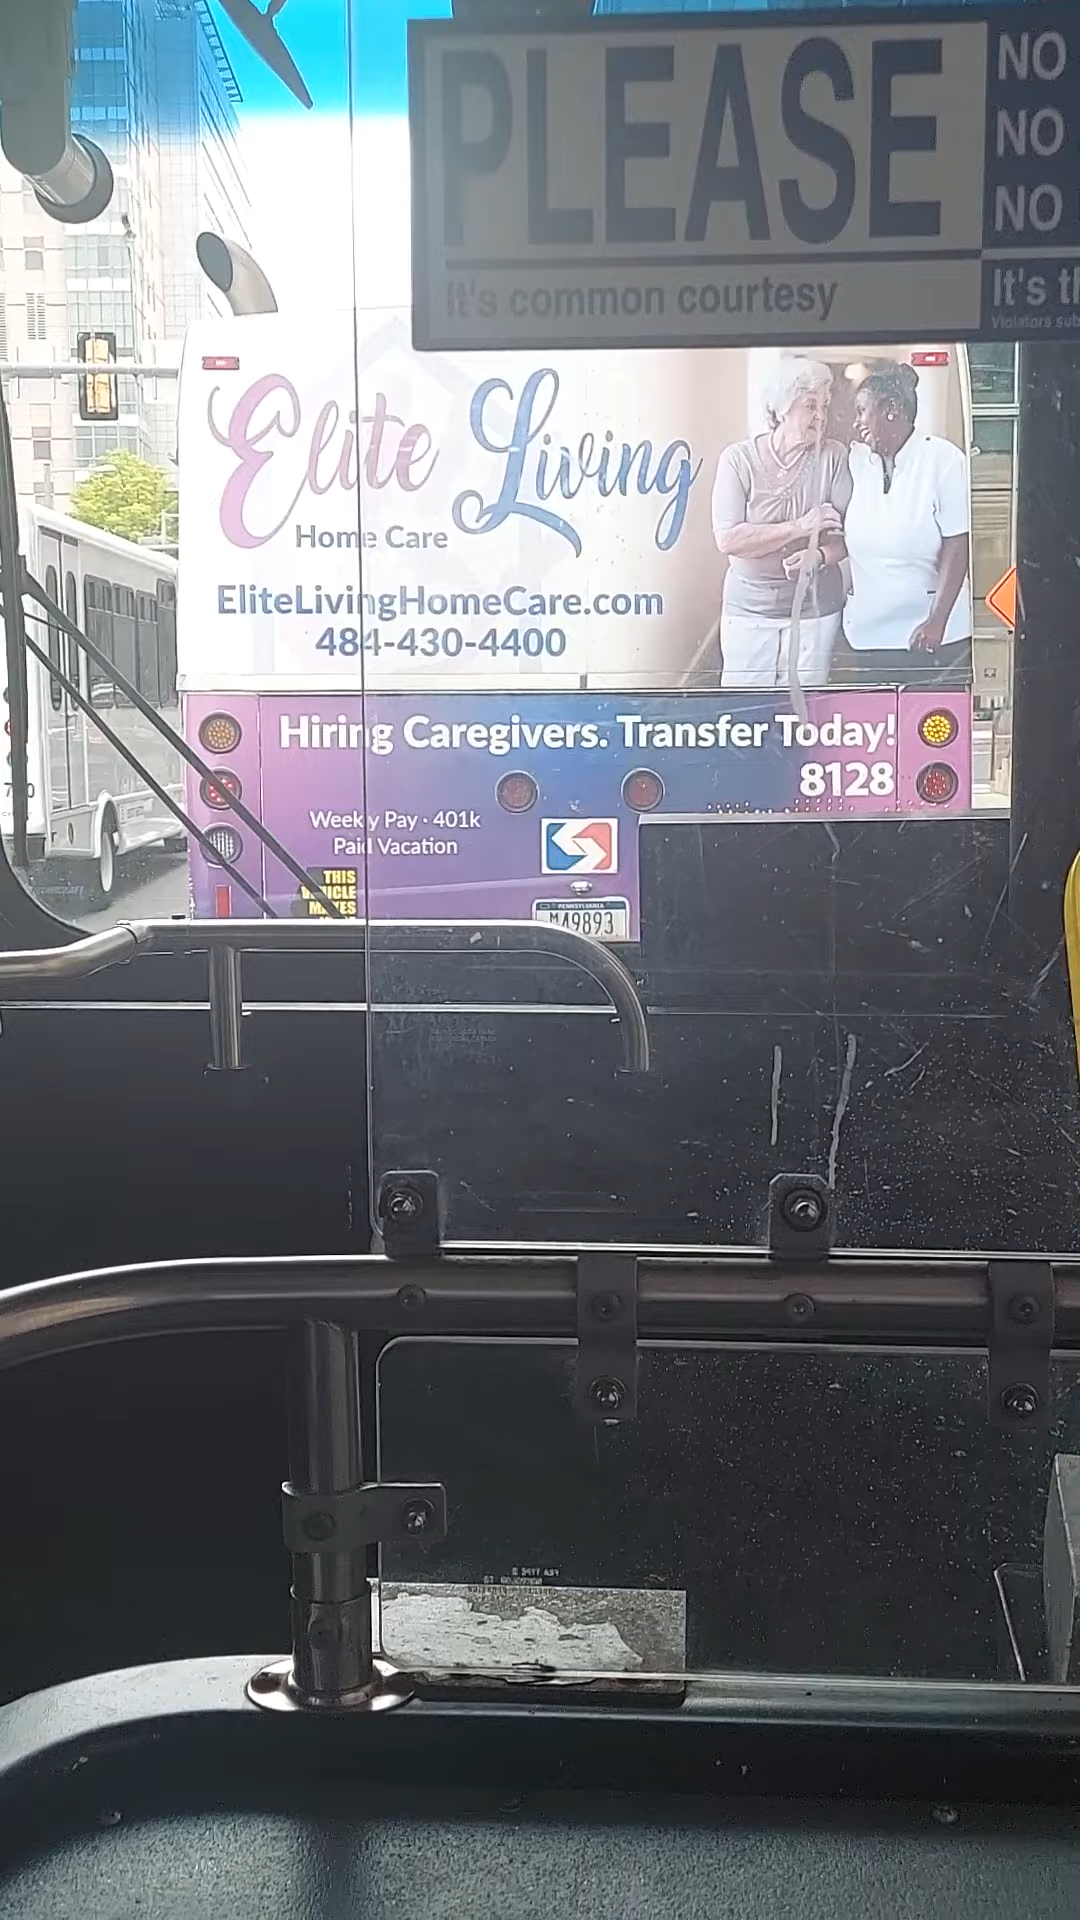 PLEASE
It's common courtesy
NO
NO
NO
It's
Elite Living
Home Care
EliteLivingHomeCare.com
484-430-4400
Hiring Caregivers. Transfer Today!
8128
Weekly Pay · 401k
Paid Vacation
THIS
VEHICLE
MAKES
PENNSYLVANIA
M49893